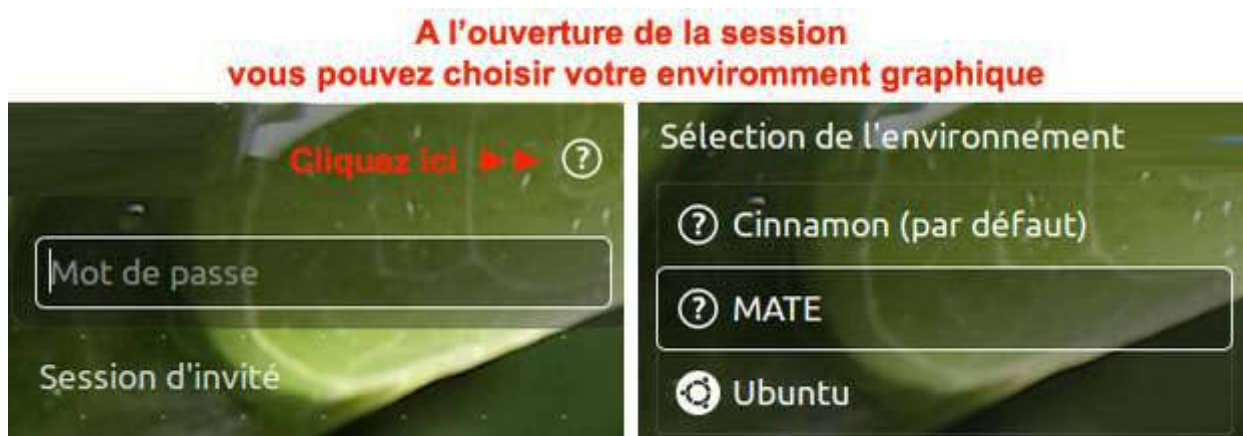 A l'ouverture de la session
vous pouvez choisir votre enviromment graphique
Cliquez ici ►►
Mot de passe
Session d'invité
Sélection de l'environnement
Cinnamon (par défaut)
MATE
Ubuntu